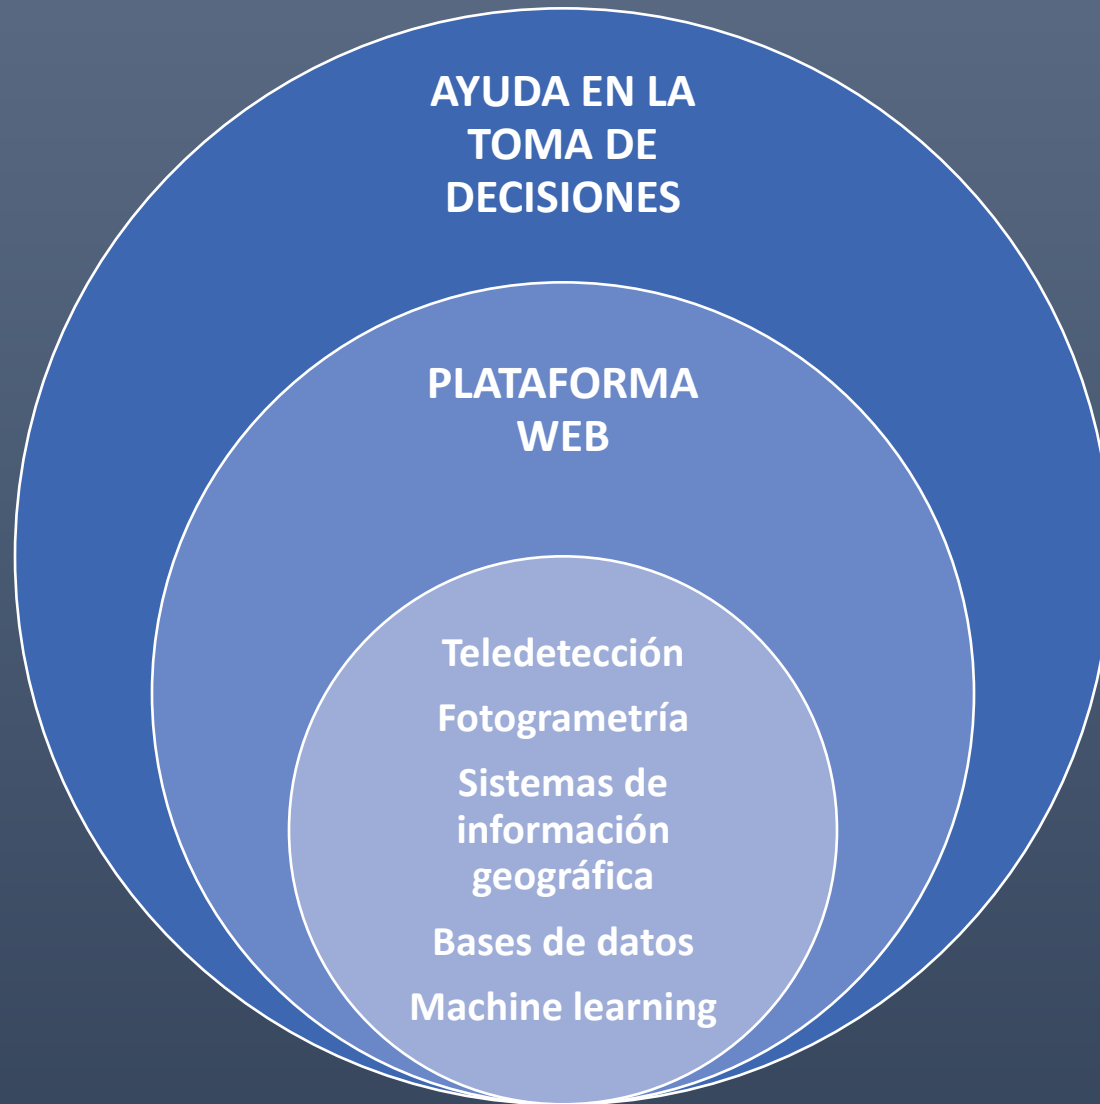 AYUDA EN LA
TOMA DE
DECISIONES
PLATAFORMA
WEB
Teledetección
Fotogrametría
Sistemas de
información
geográfica
Bases de datos
Machine learning